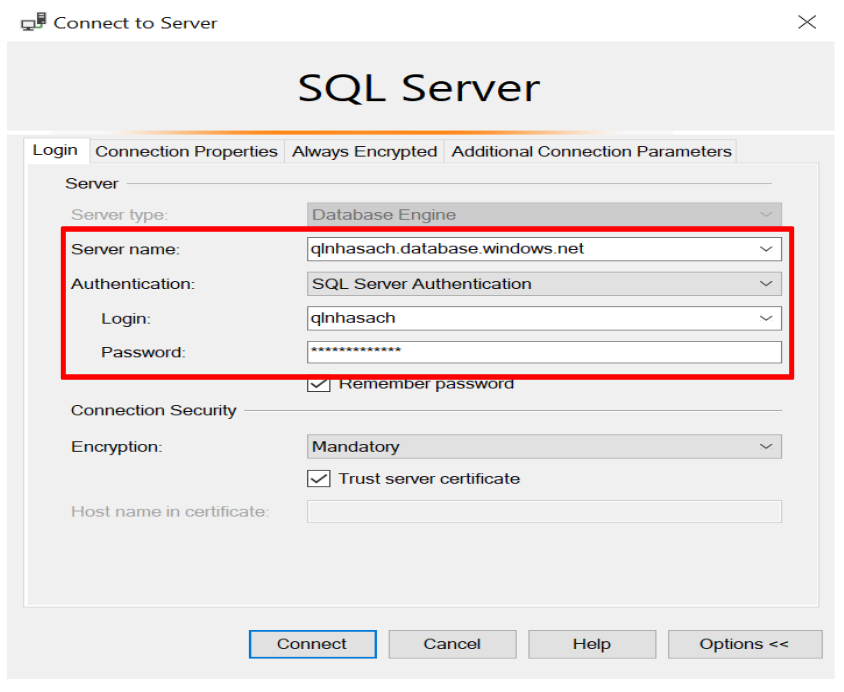 Connect to Server
SQL Server
Login Connection Properties Always Encrypted Additional Connection Parameters
Server
Server type: Database Engine
Server name: qlnhasach.database.windows.net
Authentication: SQL Server Authentication
Login: qlnhasach
Password: *************
Remember password
Connection Security
Encryption: Mandatory
Trust server certificate
Host name in certificate:
Connect Cancel Help Options <<